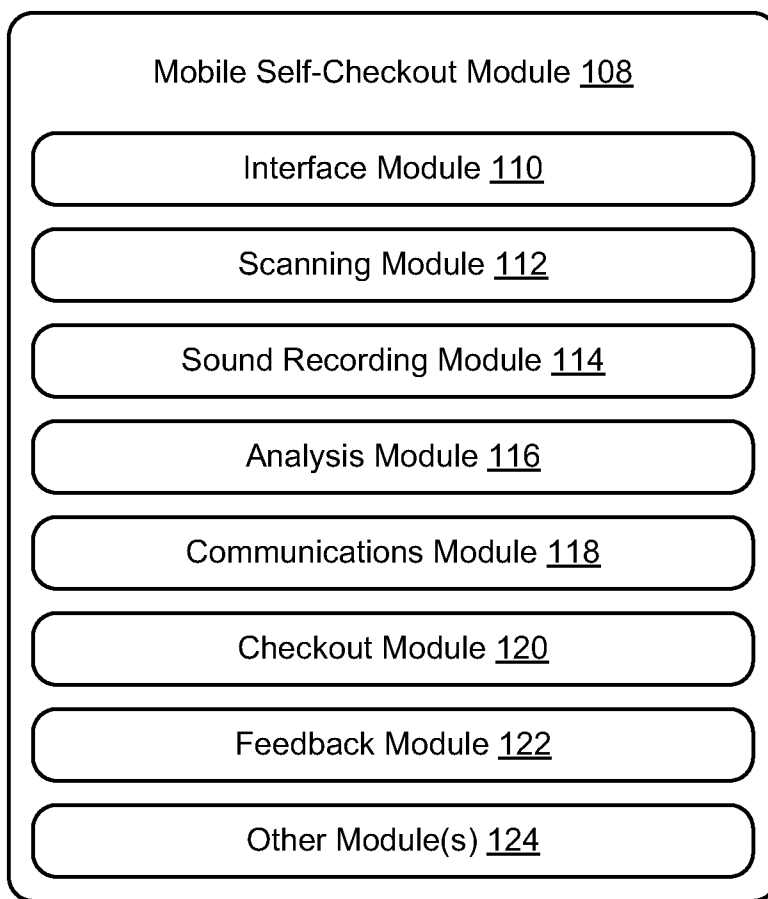 Mobile Self-Checkout Module 108
Interface Module 110
Scanning Module 112
Sound Recording Module 114
Analysis Module 116
Communications Module 118
Checkout Module 120
Feedback Module 122
Other Module(s) 124